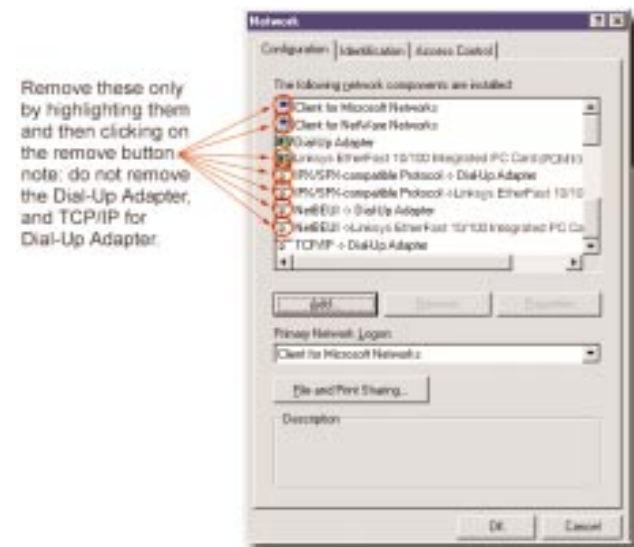 Network
Configuration Identification Access Control
Remove these only
by highlighting them
and then clicking on
the remove button
note: do not remove
the Dial-Up Adapter,
and TCP/IP for
Dial-Up Adapter.
The following network components are installed:
Client for Microsoft Networks
Client for NetWare Networks
Dial-Up Adapter
Linksys EtherFast 10/100 Integrated PC Card (PCM10
IPX/SPX-compatible Protocol -> Dial-Up Adapter
IPX/SPX-compatible Protocol -> Linksys EtherFast 10/10
NetBEUI -> Dial-Up Adapter
NetBEUI -> Linksys EtherFast 10/100 Integrated PC Ca
TCP/IP -> Dial-Up Adapter
Add... Remove Properties
Primary Network Logon:
Client for Microsoft Networks
File and Print Sharing...
Description
OK Cancel